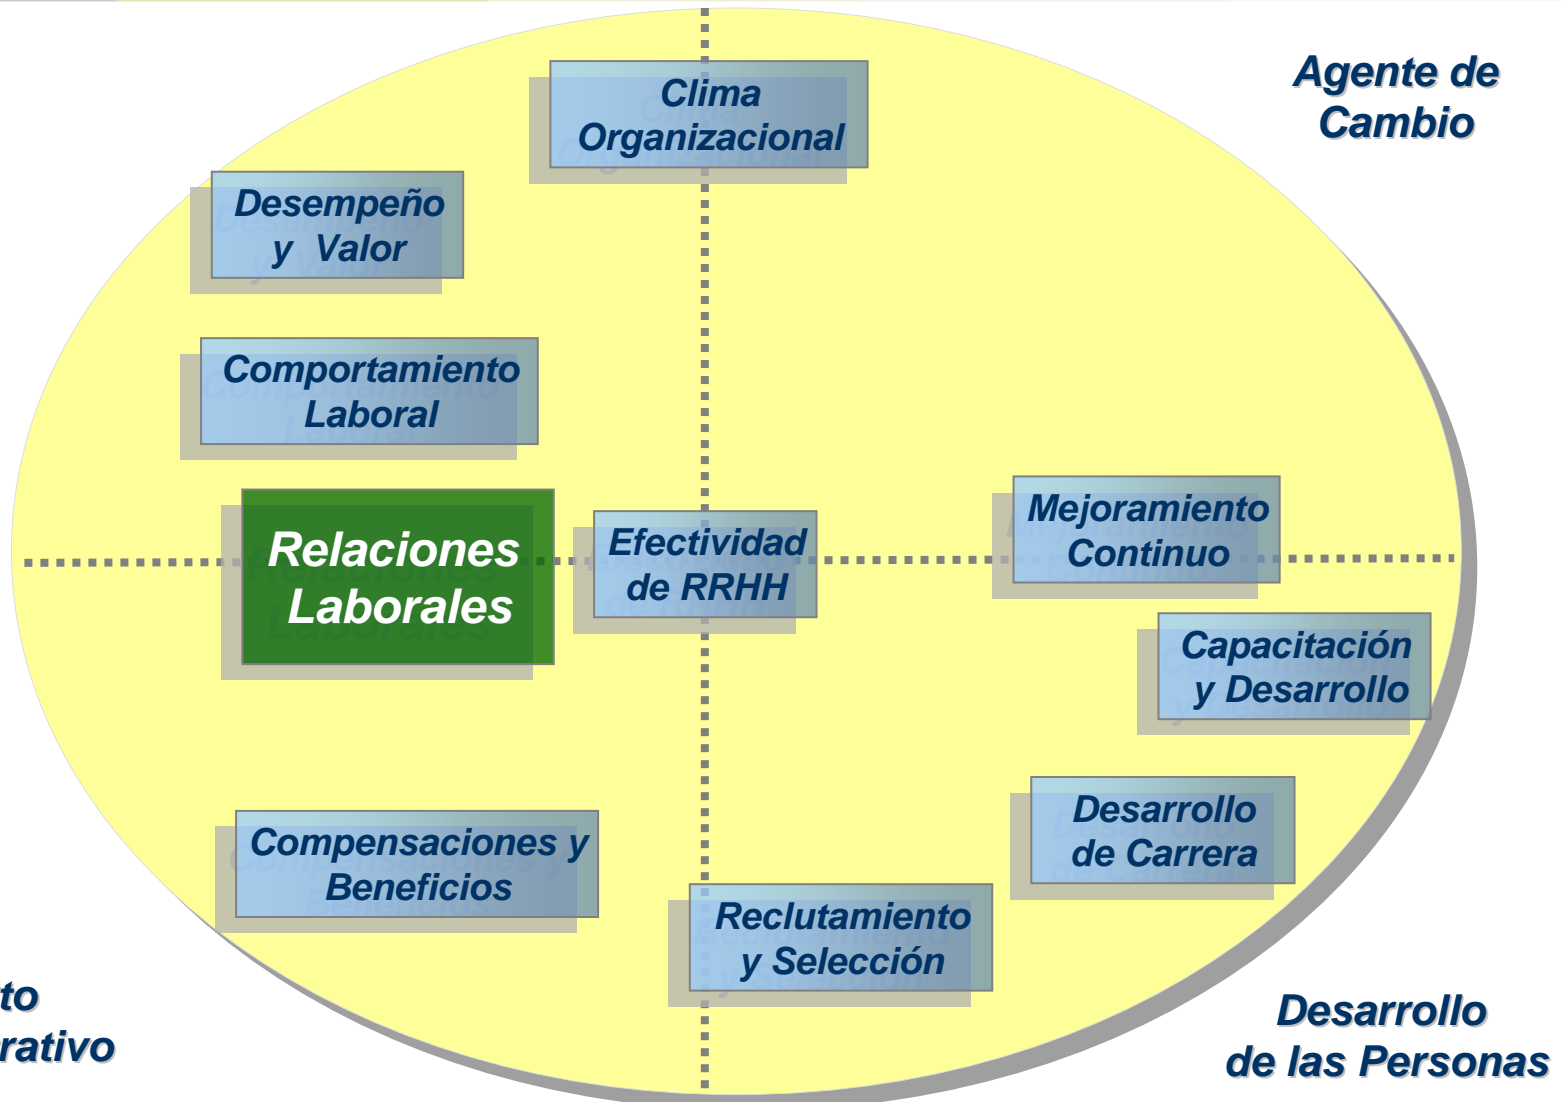 Agente de
Cambio
Clima
Organizacional
Desempeño
y Valor
Comportamiento
Laboral
Relaciones
Laborales
Efectividad
de RRHH
Mejoramiento
Continuo
Capacitación
y Desarrollo
Desarrollo
de Carrera
Compensaciones y
Beneficios
Reclutamiento
y Selección
to
rativo
Desarrollo
de las Personas